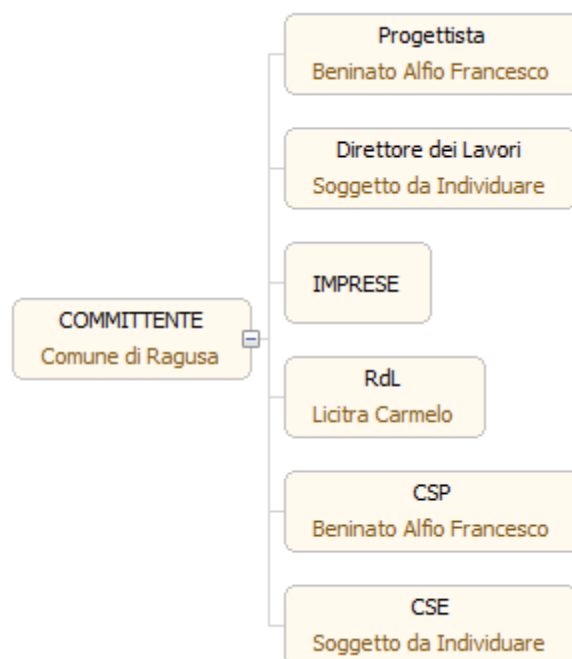 Progettista
Beninato Alfio Francesco
Direttore dei Lavori
Soggetto da Individuare
IMPRESE
COMMITTENTE
Comune di Ragusa
RdL
Licitra Carmelo
CSP
Beninato Alfio Francesco
CSE
Soggetto da Individuare